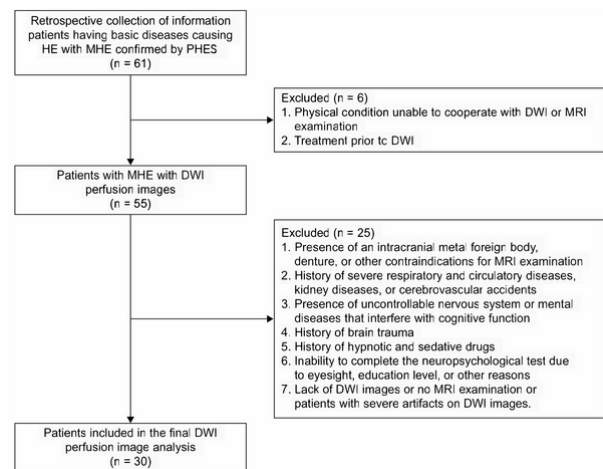 Retrospective collection of information
patients having basic diseases causing
HE with MHE confirmed by PHES
(n = 61)
Excluded (n = 6)
1. Physical condition unable to cooperate with DWI or MRI
examination
2. Treatment prior tc DWI
Patients with MHE with DWI
perfusion images
(n = 55)
Excluded (n = 25)
1. Presence of an intracranial metal foreign body,
denture, or other contraindications for MRI examination
2. History of severe respiratory and circulatory diseases,
kidney diseases, or cerebrovascular accidents
3. Presence of uncontrollable nervous system or mental
diseases that interfere with cognitive function
4. History of brain trauma
5. History of hypnotic and sedative drugs
6. Inability to complete the neuropsychological test due
to eyesight, education level, or other reasons
7. Lack of DWI images or no MRI examination or
patients with severe artifacts on DWI images.
Patients included in the final DWI
perfusion image analysis
(n = 30)